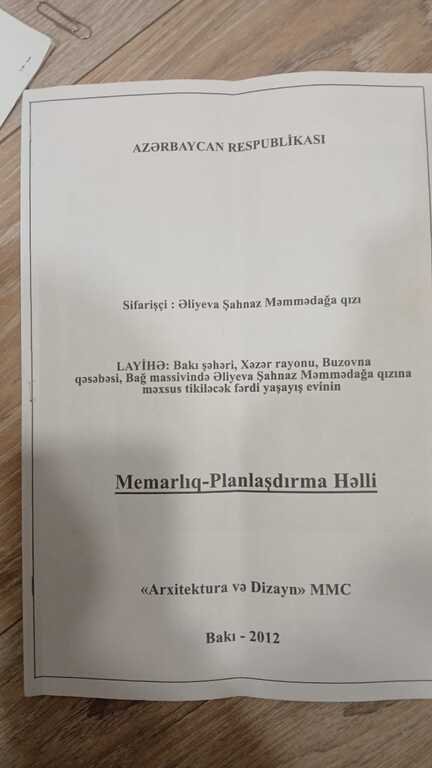 AZƏRBAYCAN RESPUBLİKASI
Sifarişçi : Əliyeva Şahnaz Məmmədağa qızı
LAYİHƏ: Bakı şəhəri, Xəzər rayonu, Buzovna
qəsəbəsi, Bağ massivində Əliyeva Şahnaz Məmmədağa qızına
məxsus tikiləcək fərdi yaşayış evinin
Memarlıq-Planlaşdırma Həlli
«Arxitektura və Dizayn» MMC
Bakı - 2012